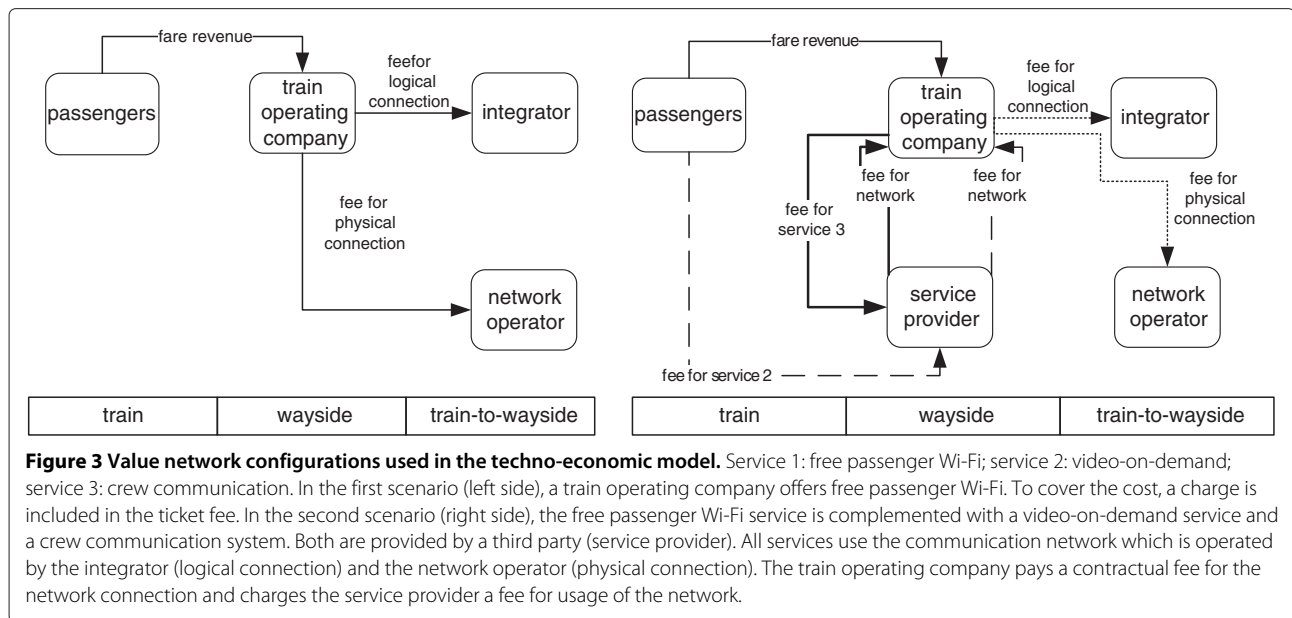 fare revenue
passengers
train
operating
company
feefor
logical
connection
integrator
fee for
physical
connection
network
operator
train
wayside
train-to-wayside
fare revenue
passengers
train
operating
company
fee for
logical
connection
integrator
fee for
service 3
fee for
network
fee for
network
fee for
physical
connection
service
provider
network
operator
fee for service 2
train
wayside
train-to-wayside
Figure 3 Value network configurations used in the techno-economic model. Service 1: free passenger Wi-Fi; service 2: video-on-demand;
service 3: crew communication. In the first scenario (left side), a train operating company offers free passenger Wi-Fi. To cover the cost, a charge is
included in the ticket fee. In the second scenario (right side), the free passenger Wi-Fi service is complemented with a video-on-demand service and
a crew communication system. Both are provided by a third party (service provider). All services use the communication network which is operated
by the integrator (logical connection) and the network operator (physical connection). The train operating company pays a contractual fee for the
network connection and charges the service provider a fee for usage of the network.